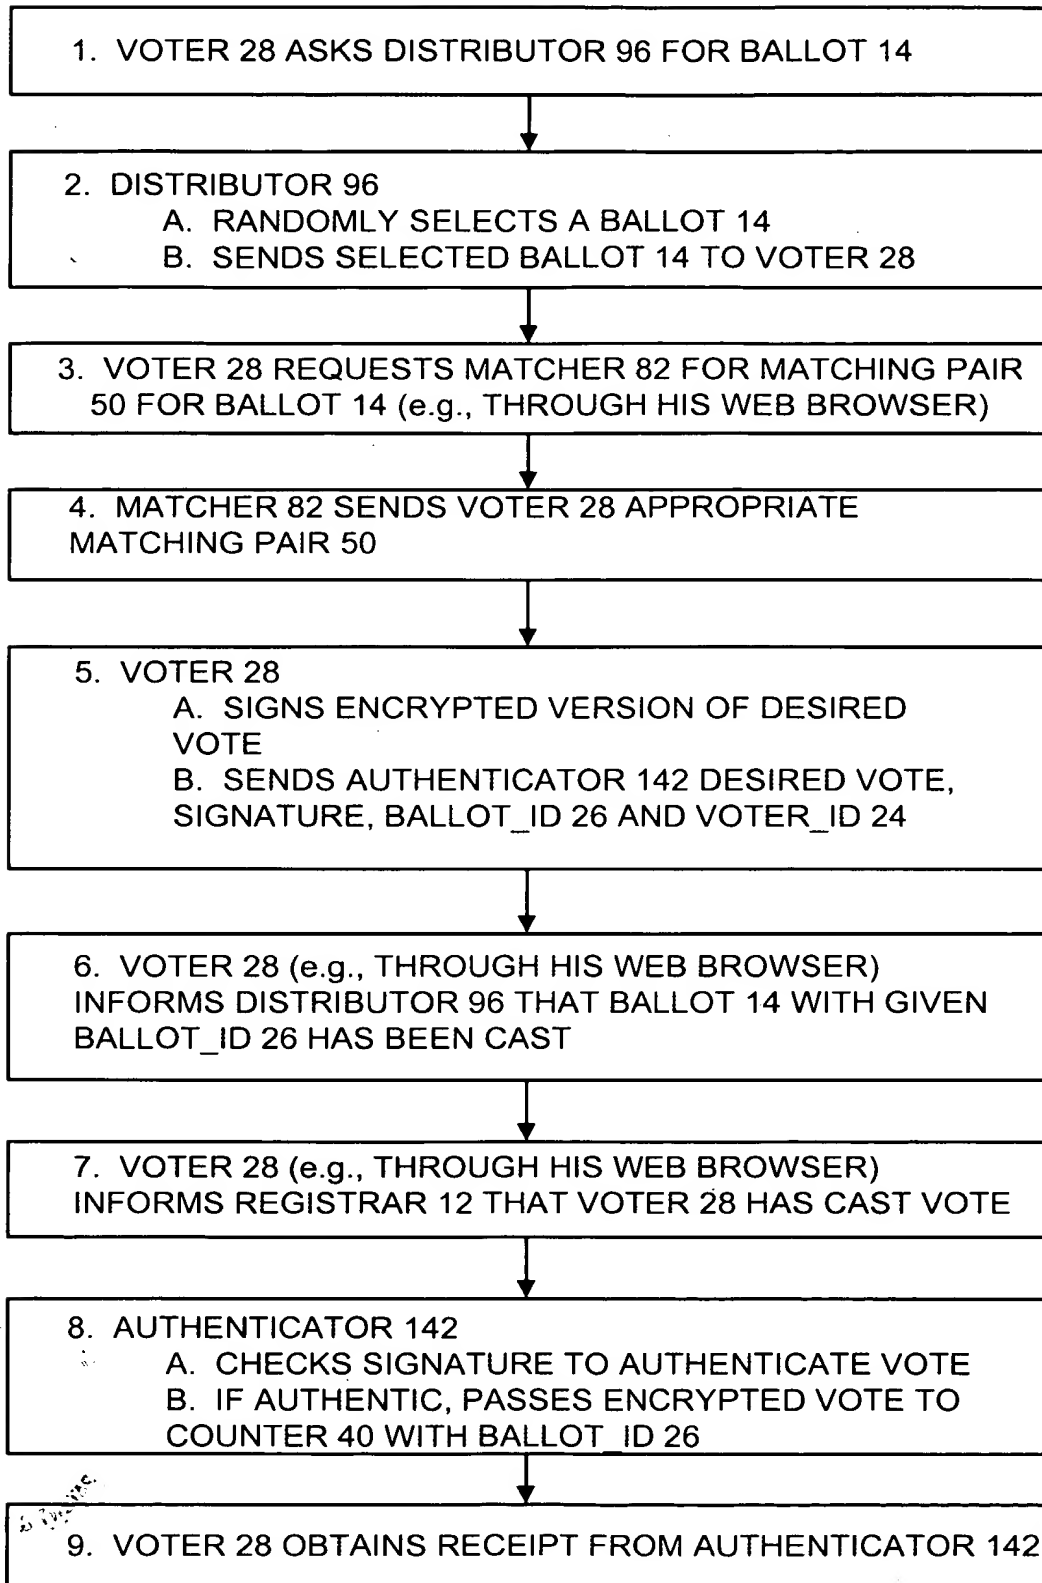 1. VOTER 28 ASKS DISTRIBUTOR 96 FOR BALLOT 14
2. DISTRIBUTOR 96
A. RANDOMLY SELECTS A BALLOT 14
B. SENDS SELECTED BALLOT 14 TO VOTER 28
3. VOTER 28 REQUESTS MATCHER 82 FOR MATCHING PAIR
50 FOR BALLOT 14 (e.g., THROUGH HIS WEB BROWSER)
4. MATCHER 82 SENDS VOTER 28 APPROPRIATE
MATCHING PAIR 50
5. VOTER 28
A. SIGNS ENCRYPTED VERSION OF DESIRED
VOTE
B. SENDS AUTHENTICATOR 142 DESIRED VOTE,
SIGNATURE, BALLOT_ID 26 AND VOTER_ID 24
6. VOTER 28 (e.g., THROUGH HIS WEB BROWSER)
INFORMS DISTRIBUTOR 96 THAT BALLOT 14 WITH GIVEN
BALLOT_ID 26 HAS BEEN CAST
7. VOTER 28 (e.g., THROUGH HIS WEB BROWSER)
INFORMS REGISTRAR 12 THAT VOTER 28 HAS CAST VOTE
8. AUTHENTICATOR 142
A. CHECKS SIGNATURE TO AUTHENTICATE VOTE
B. IF AUTHENTIC, PASSES ENCRYPTED VOTE TO
COUNTER 40 WITH BALLOT_ID 26
9. VOTER 28 OBTAINS RECEIPT FROM AUTHENTICATOR 142